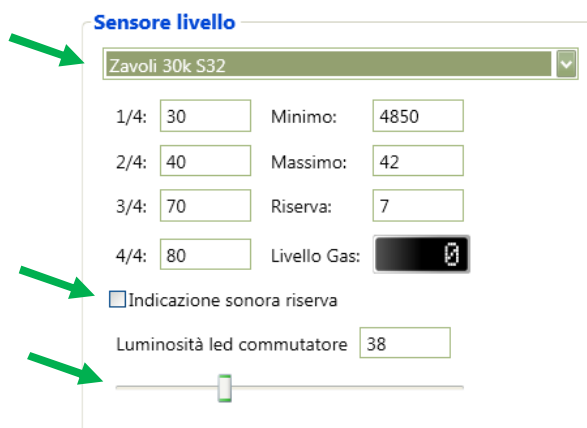 Sensore livello
Zavoli 30k S32
1/4: 30 Minimo: 4850
2/4: 40 Massimo: 42
3/4: 70 Riserva: 7
4/4: 80 Livello Gas: 0
Indicazione sonora riserva
Luminosità led commutatore 38